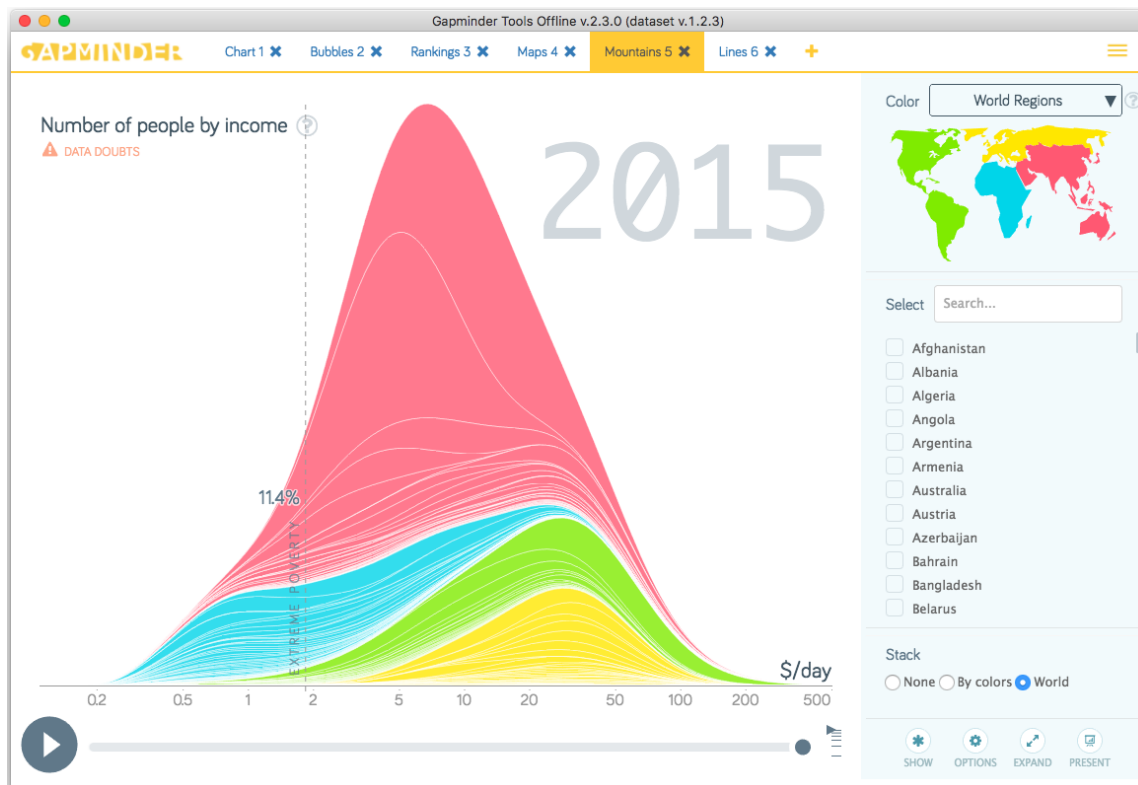 Gapminder Tools Offline v.2.3.0 (dataset v.1.2.3)
GAPMINDER Chart 1 ✖ Bubbles 2 ✖ Rankings 3 ✖ Maps 4 ✖ Mountains 5 ✖ Lines 6 ✖ +
Number of people by income ?
DATA DOUBTS
2015
11.4%
EXTREME POVERTY
$/day
0.2 0.5 1 2 5 10 20 50 100 200 500
Color World Regions ▼ ?
Select Search...
Afghanistan
Albania
Algeria
Angola
Argentina
Armenia
Australia
Austria
Azerbaijan
Bahrain
Bangladesh
Belarus
Stack
None By colors World
SHOW OPTIONS EXPAND PRESENT